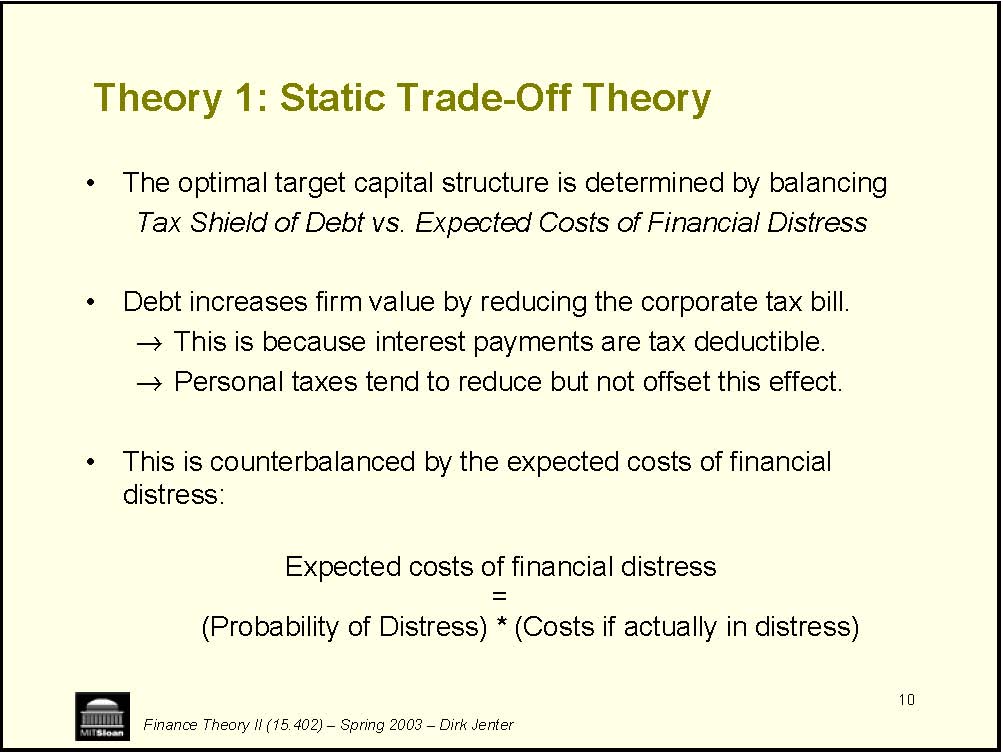 Theory 1: Static Trade-Off Theory
• The optimal target capital structure is determined by balancing
Tax Shield of Debt vs. Expected Costs of Financial Distress
• Debt increases firm value by reducing the corporate tax bill.
→ This is because interest payments are tax deductible.
→ Personal taxes tend to reduce but not offset this effect.
• This is counterbalanced by the expected costs of financial
distress:
Expected costs of financial distress
=
(Probability of Distress) * (Costs if actually in distress)
10
MITSloan
Finance Theory II (15.402) – Spring 2003 – Dirk Jenter